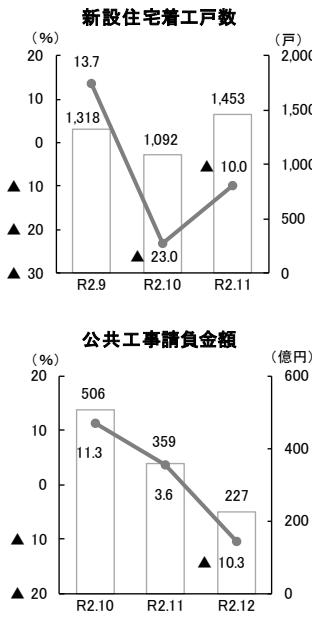 新設住宅着工戸数
（%） （戸）
20 13.7 2,000
10 1,318 1,092 1,453 1,500
0 ▲ 10.0 1,000
▲ 10
▲ 20 ▲ 23.0 500
▲ 30 0
R2.9 R2.10 R2.11
公共工事請負金額
（%） （億円）
20 506 600
10 11.3 359 400
0 3.6 227
▲ 10 ▲ 10.3 200
▲ 20 0
R2.10 R2.11 R2.12